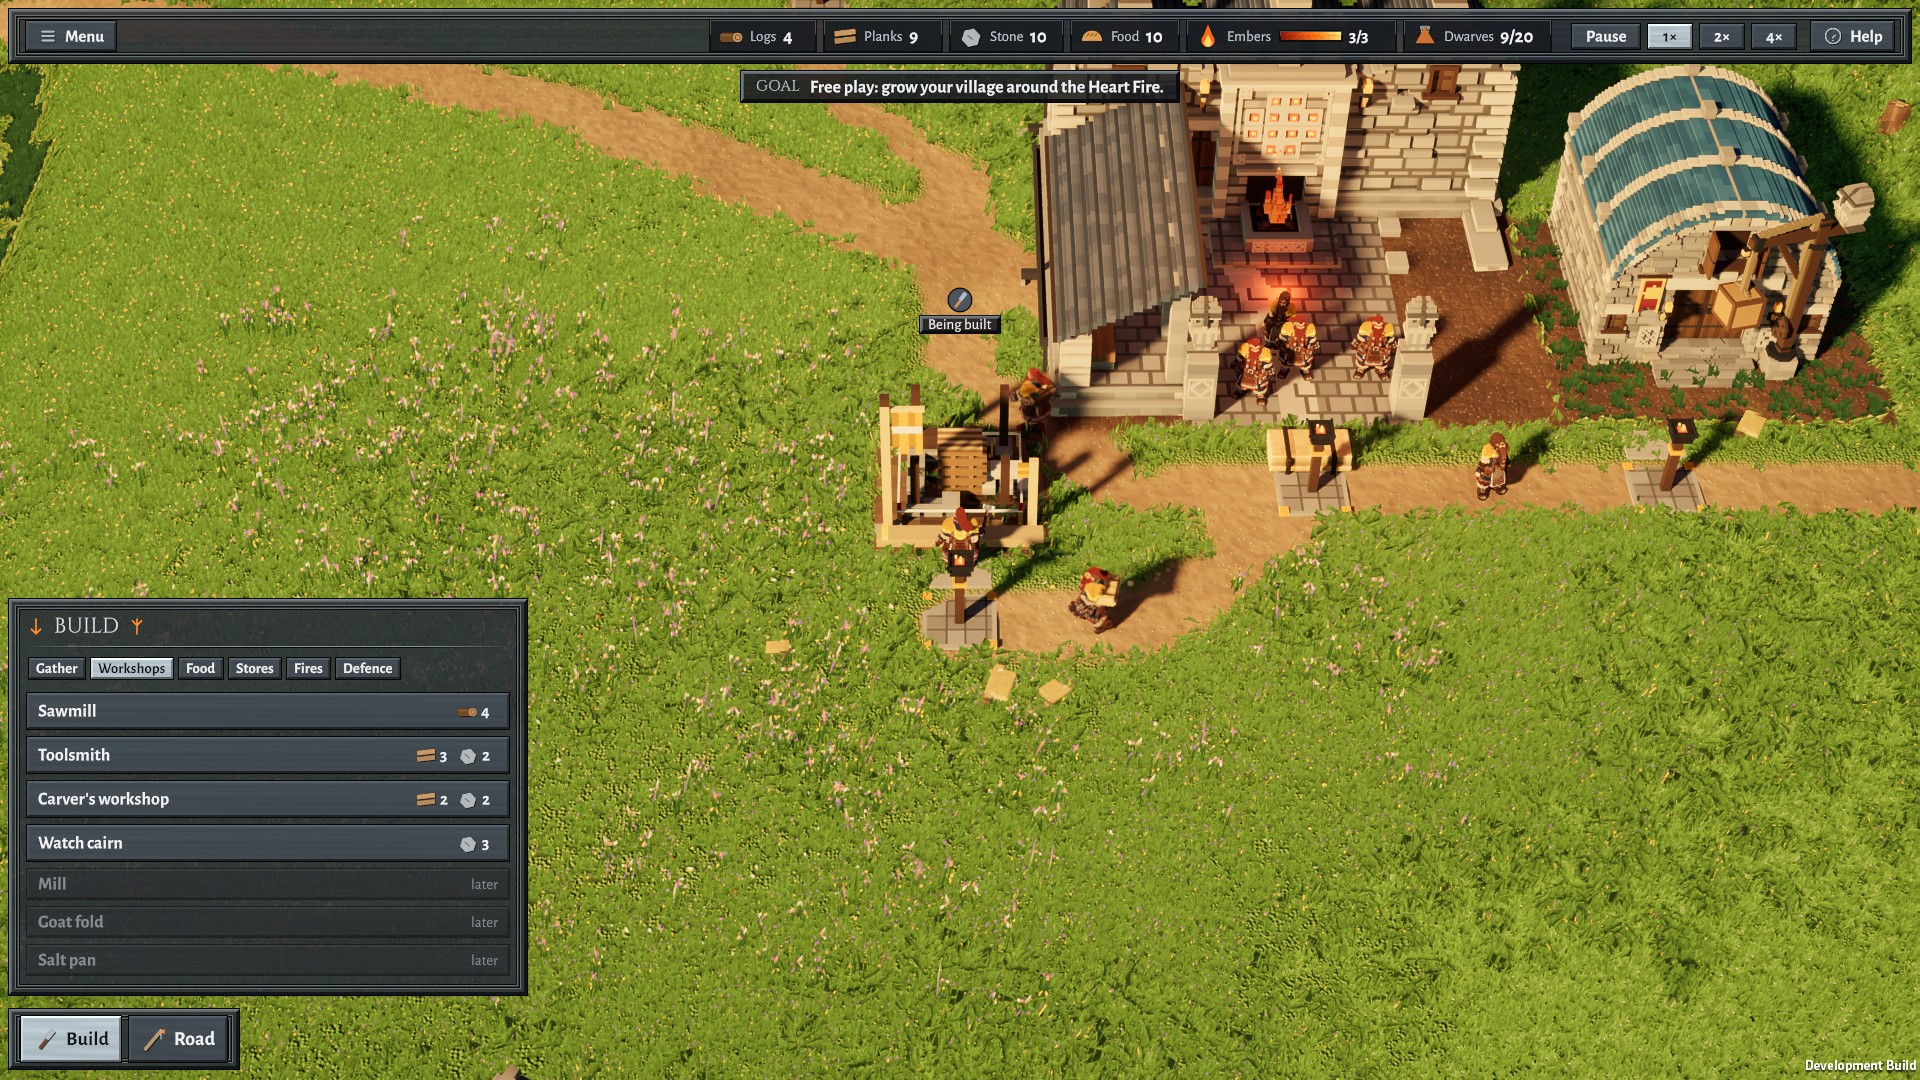 Menu
Logs 4
Planks 9
Stone 10
Food 10
Embers 3/3
Dwarves 9/20
Pause
1×
2×
4×
Help
GOAL Free play: grow your village around the Heart Fire.
Being built
BUILD
Gather
Workshops
Food
Stores
Fires
Defence
Sawmill 4
Toolsmith 3 2
Carver's workshop 2 2
Watch cairn 3
Mill later
Goat fold later
Salt pan later
Build
Road
Development Build